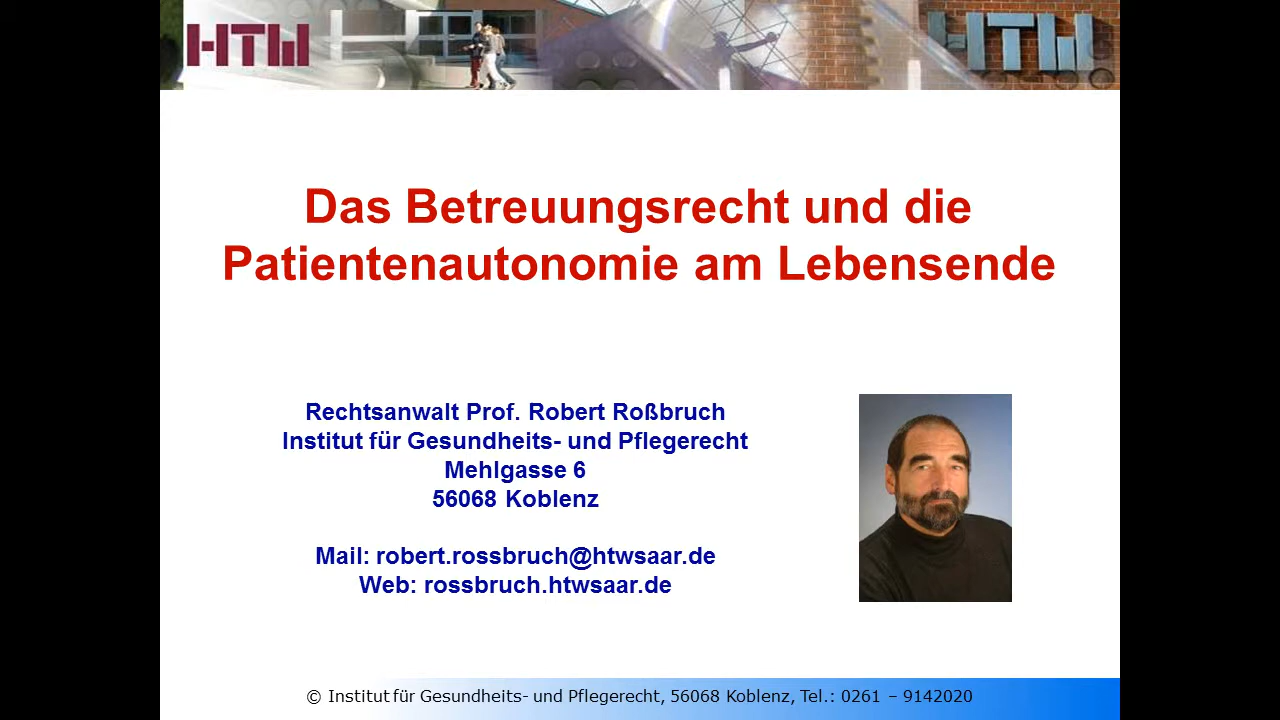 HTW
HTW
Das Betreuungsrecht und die
Patientenautonomie am Lebensende
Rechtsanwalt Prof. Robert Roßbruch
Institut für Gesundheits- und Pflegerecht
Mehlgasse 6
56068 Koblenz
Mail: robert.rossbruch@htwsaar.de
Web: rossbruch.htwsaar.de
© Institut für Gesundheits- und Pflegerecht, 56068 Koblenz, Tel.: 0261 – 9142020